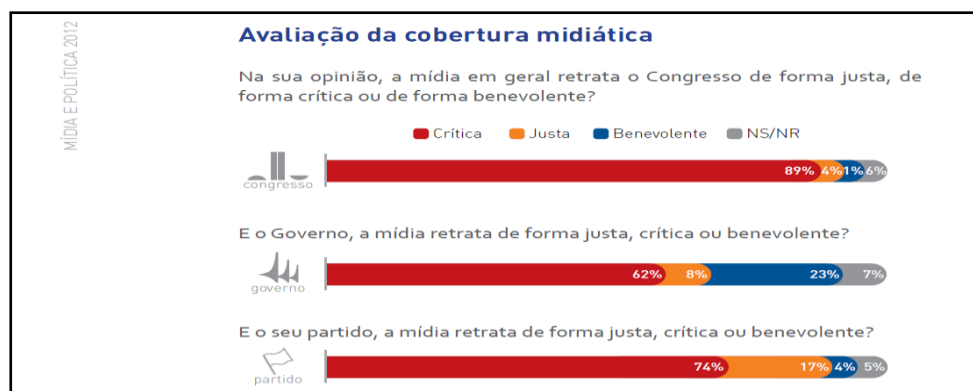 MÍDIA E POLÍTICA 2012
Avaliação da cobertura midiática
Na sua opinião, a mídia em geral retrata o Congresso de forma justa, de
forma crítica ou de forma benevolente?
Crítica Justa Benevolente NS/NR
89% 4% 1% 6%
congresso
E o Governo, a mídia retrata de forma justa, crítica ou benevolente?
62% 8% 23% 7%
governo
E o seu partido, a mídia retrata de forma justa, crítica ou benevolente?
74% 17% 4% 5%
partido